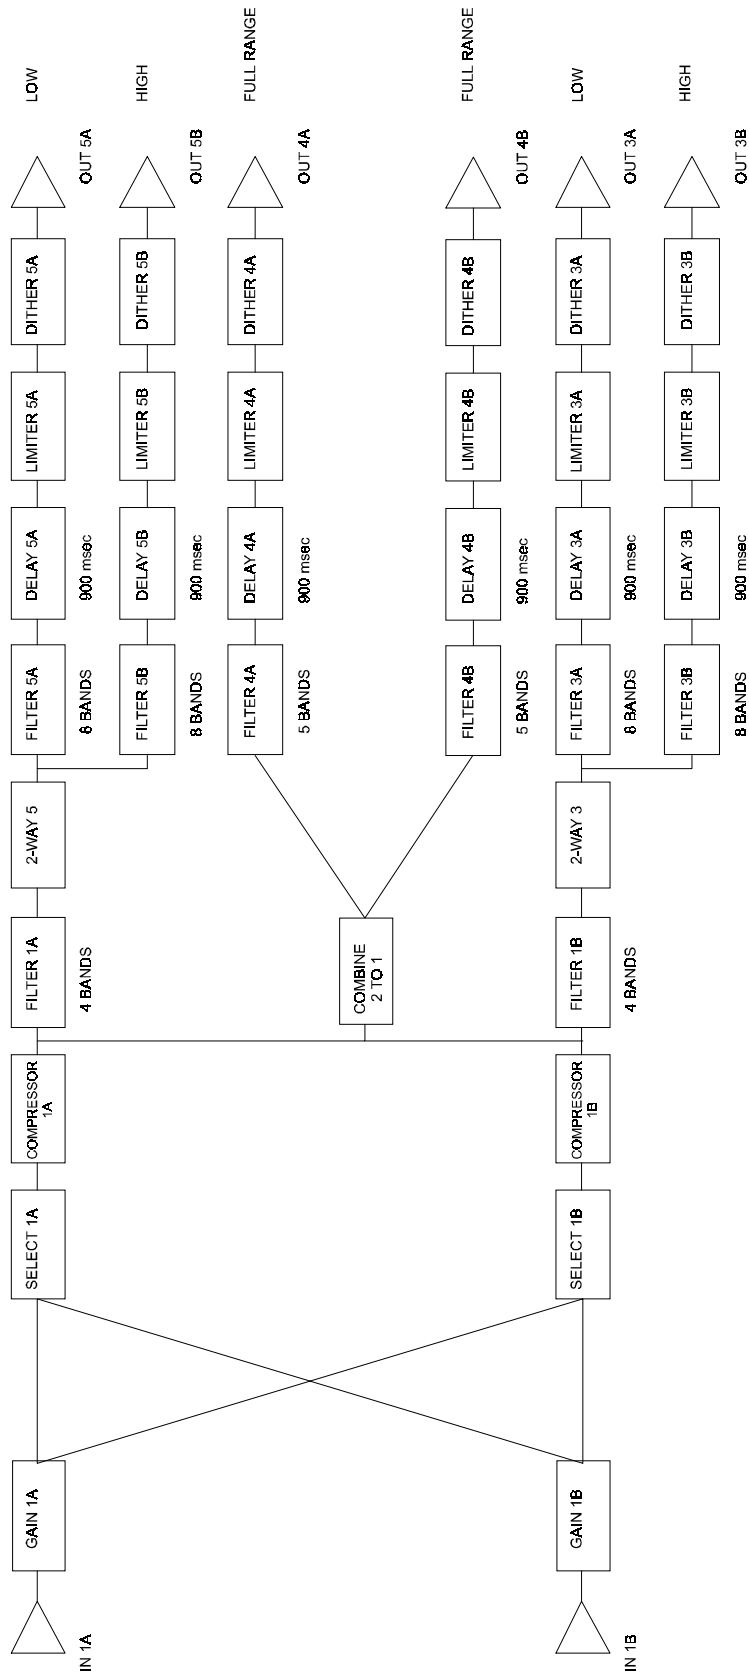 IN 1A
GAIN 1A
SELECT 1A
COMPRESSOR
1A
FILTER 1A
4 BANDS
2-WAY 5
FILTER 5A
8 BANDS
DELAY 5A
900 msec
LIMITER 5A
DITHER 5A
OUT 5A
LOW
FILTER 5B
8 BANDS
DELAY 5B
900 msec
LIMITER 5B
DITHER 5B
OUT 5B
HIGH
FILTER 4A
5 BANDS
DELAY 4A
900 msec
LIMITER 4A
DITHER 4A
OUT 4A
FULL RANGE
COMBINE
2 TO 1
FILTER 4B
5 BANDS
DELAY 4B
900 msec
LIMITER 4B
DITHER 4B
OUT 4B
FULL RANGE
IN 1B
GAIN 1B
SELECT 1B
COMPRESSOR
1B
FILTER 1B
4 BANDS
2-WAY 3
FILTER 3A
8 BANDS
DELAY 3A
900 msec
LIMITER 3A
DITHER 3A
OUT 3A
LOW
FILTER 3B
8 BANDS
DELAY 3B
900 msec
LIMITER 3B
DITHER 3B
OUT 3B
HIGH